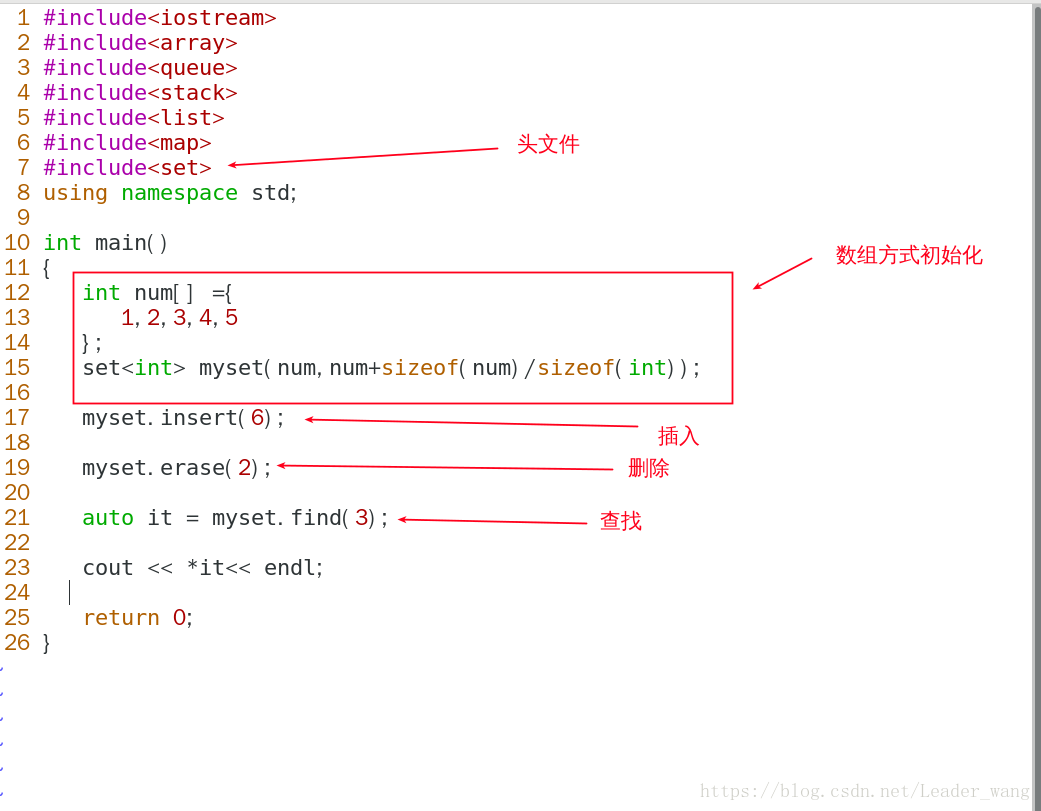 1 #include<iostream>
2 #include<array>
3 #include<queue>
4 #include<stack>
5 #include<list>
6 #include<map>
头文件
7 #include<set>
8 using namespace std;
9
10 int main()
数组方式初始化
11 {
12 int num[] ={
13 1,2,3,4,5
14 };
15 set<int> myset(num,num+sizeof(num)/sizeof(int));
16
17 myset.insert(6);
插入
18
19 myset.erase(2);
删除
20
21 auto it = myset.find(3);
查找
22
23 cout << *it<< endl;
24
25 return 0;
26 }
~
~
~
~
~
~
https://blog.csdn.net/Leader_wang